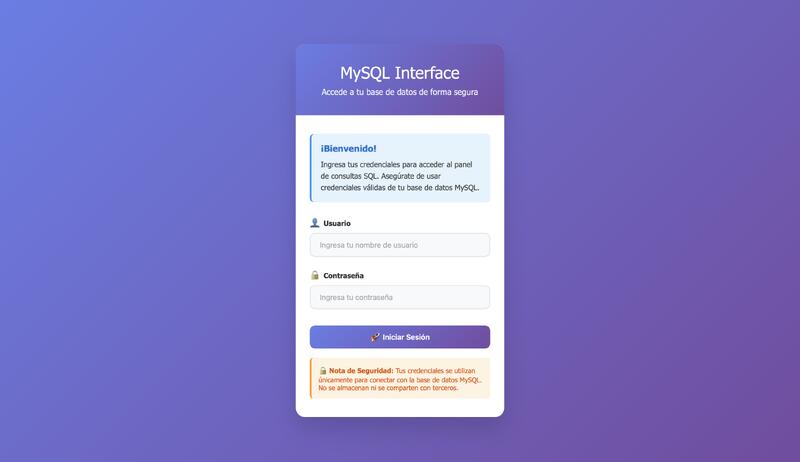 MySQL Interface
Accede a tu base de datos de forma segura
¡Bienvenido!
Ingresa tus credenciales para acceder al panel
de consultas SQL. Asegúrate de usar
credenciales válidas de tu base de datos MySQL.
👤 Usuario
Ingresa tu nombre de usuario
🔒 Contraseña
Ingresa tu contraseña
🚀 Iniciar Sesión
🔒 Nota de Seguridad: Tus credenciales se utilizan
únicamente para conectar con la base de datos MySQL.
No se almacenan ni se comparten con terceros.